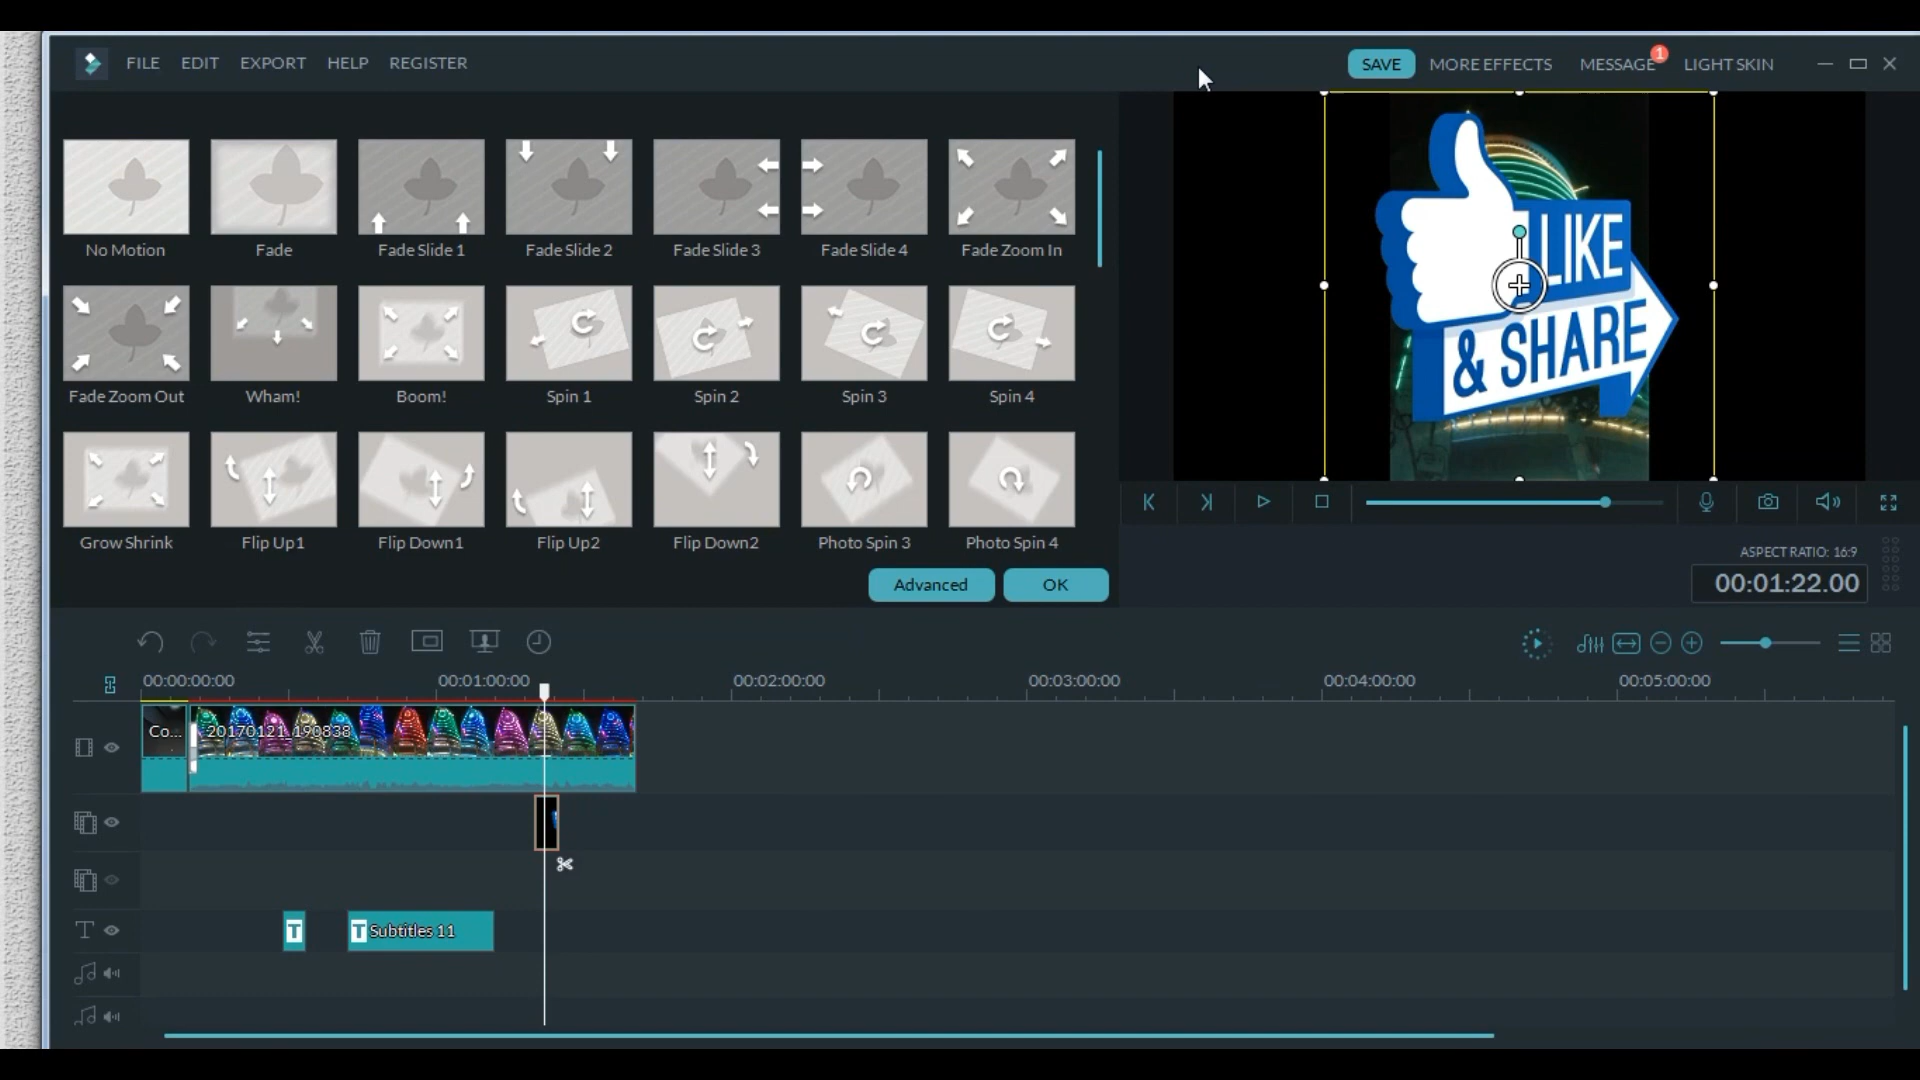 FILE EDIT EXPORT HELP REGISTER SAVE MORE EFFECTS MESSAGE 1 LIGHT SKIN
No Motion Fade Fade Slide 1 Fade Slide 2 Fade Slide 3 Fade Slide 4 Fade Zoom In
Fade Zoom Out Wham! Boom! Spin 1 Spin 2 Spin 3 Spin 4
Grow Shrink Flip Up1 Flip Down1 Flip Up2 Flip Down2 Photo Spin 3 Photo Spin 4
Advanced OK
LIKE
& SHARE
ASPECT RATIO: 16:9
00:01:22.00
00:00:00:00 00:01:00:00 00:02:00:00 00:03:00:00 00:04:00:00 00:05:00:00
Co... 20170121_190838
T T Subtitles 11